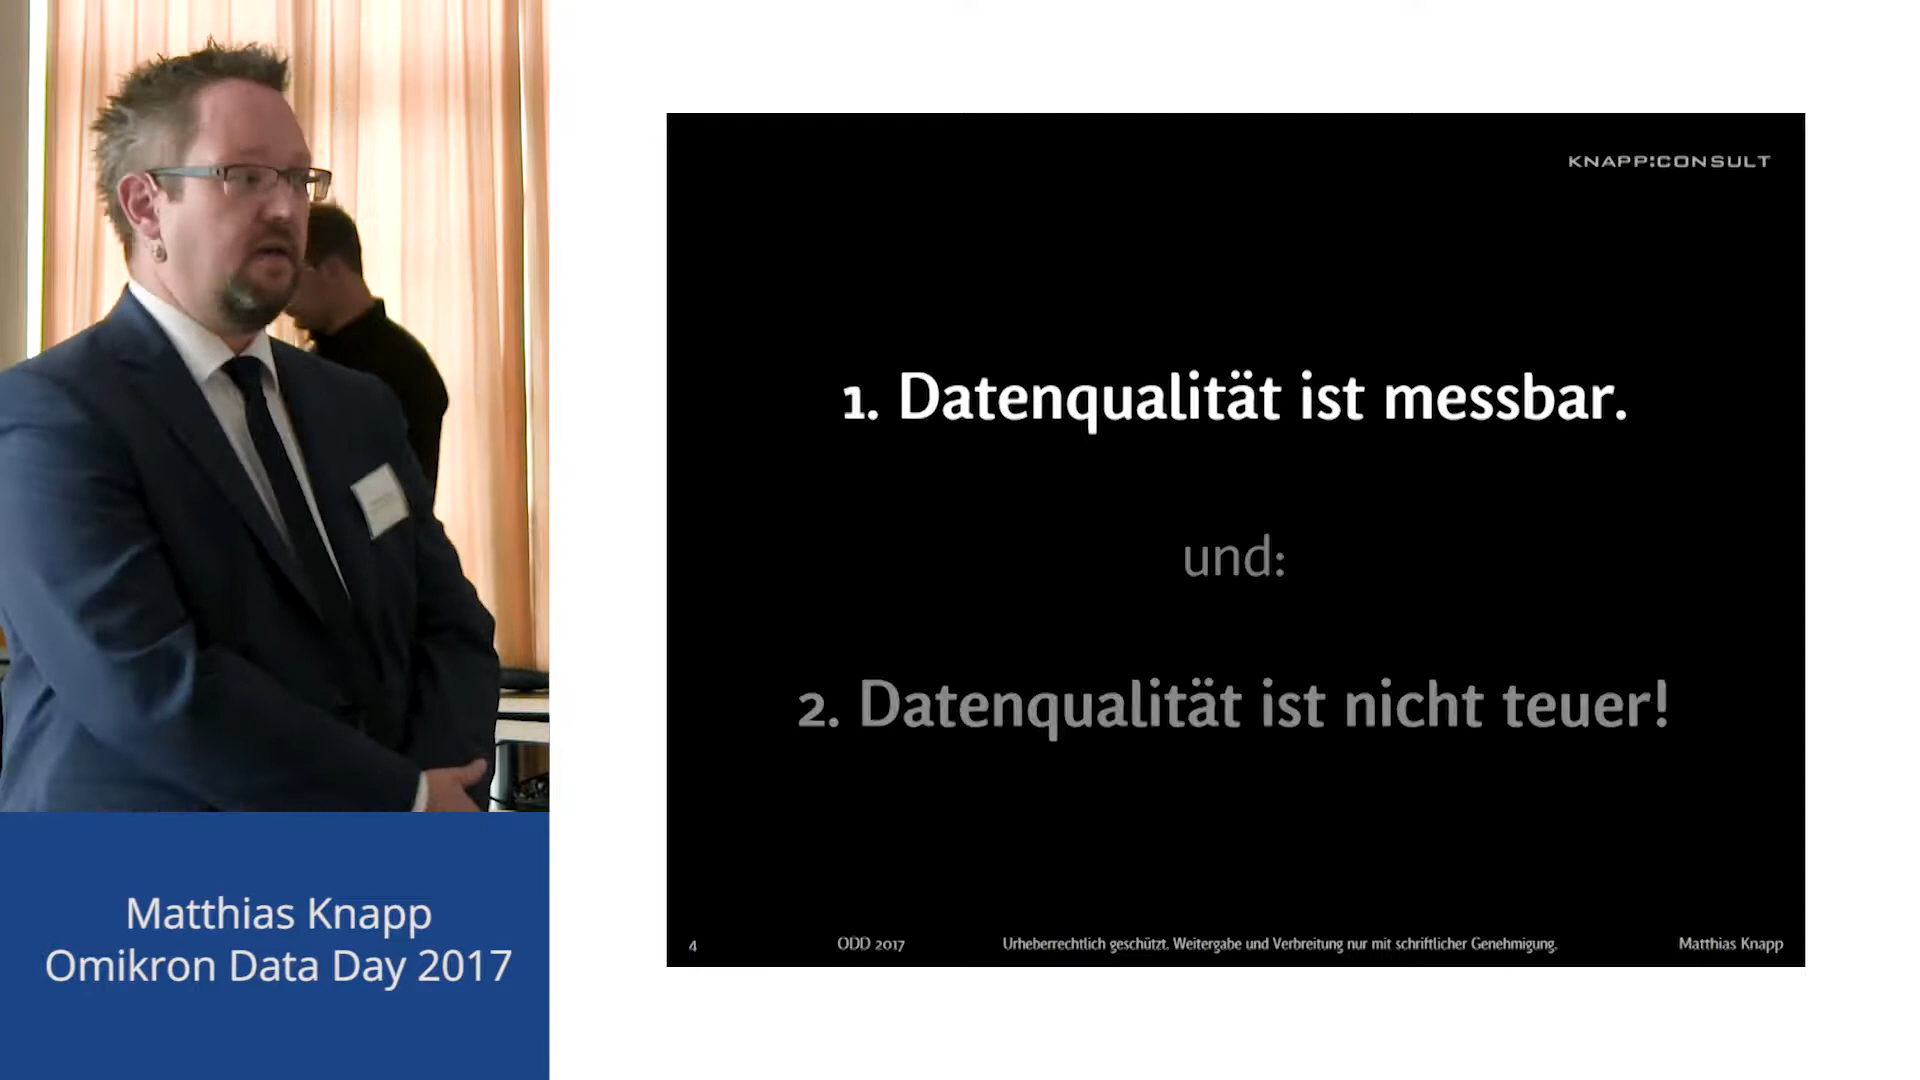 KNAPP:CONSULT
1. Datenqualität ist messbar.
und:
2. Datenqualität ist nicht teuer!
4
ODD 2017
Urheberrechtlich geschützt. Weitergabe und Verbreitung nur mit schriftlicher Genehmigung.
Matthias Knapp
Matthias Knapp
Omikron Data Day 2017